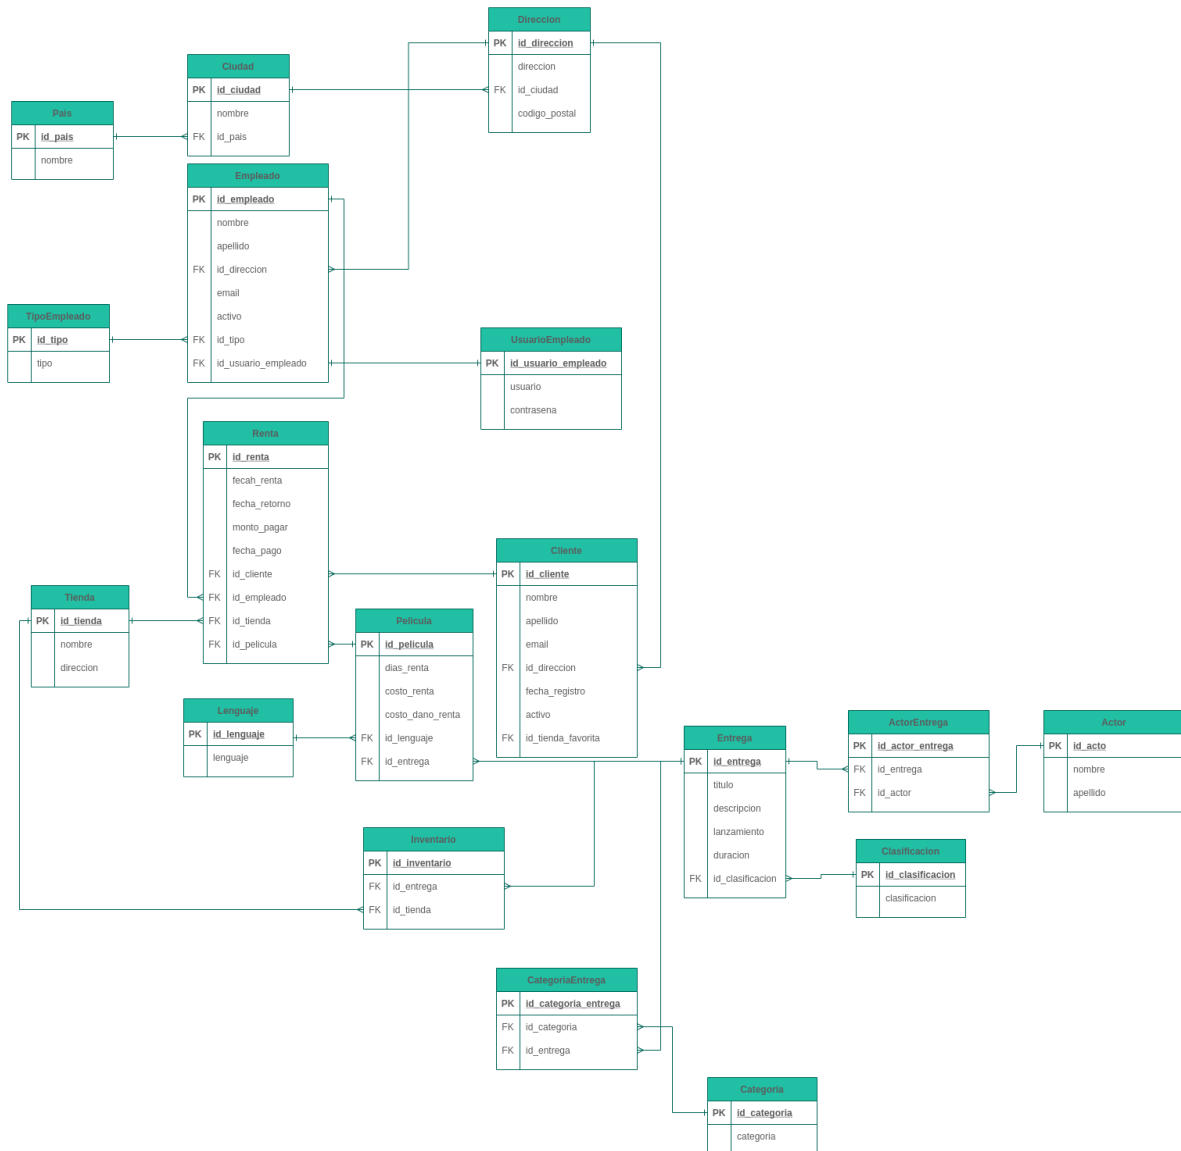 Direccion
PK id_direccion
direccion
FK id_ciudad
codigo_postal
Ciudad
PK id_ciudad
nombre
FK id_pais
Pais
PK id_pais
nombre
Empleado
PK id_empleado
nombre
apellido
FK id_direccion
email
activo
FK id_tipo
FK id_usuario_empleado
TipoEmpleado
PK id_tipo
tipo
UsuarioEmpleado
PK id_usuario_empleado
usuario
contrasena
Renta
PK id_renta
fecah_renta
fecha_retorno
monto_pagar
fecha_pago
FK id_cliente
FK id_empleado
FK id_tienda
FK id_pelicula
Cliente
PK id_cliente
nombre
apellido
email
FK id_direccion
fecha_registro
activo
FK id_tienda_favorita
Tienda
PK id_tienda
nombre
direccion
Pelicula
PK id_pelicula
dias_renta
costo_renta
costo_dano_renta
FK id_lenguaje
FK id_entrega
Lenguaje
PK id_lenguaje
lenguaje
Entrega
PK id_entrega
titulo
descripcion
lanzamiento
duracion
FK id_clasificacion
ActorEntrega
PK id_actor_entrega
FK id_entrega
FK id_actor
Actor
PK id_acto
nombre
apellido
Clasificacion
PK id_clasificacion
clasificacion
Inventario
PK id_inventario
FK id_entrega
FK id_tienda
CategoriaEntrega
PK id_categoria_entrega
FK id_categoria
FK id_entrega
Categoria
PK id_categoria
categoria